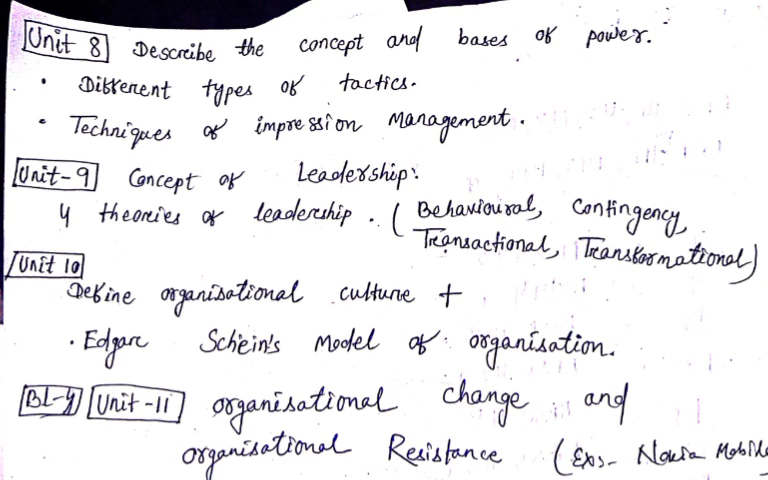 Unit 8 Describe the concept and bases of power.
• Different types of tactics.
• Techniques of impression Management.
Unit-9 Concept of Leadership:
4 theories of leadership. (Behavioural, Contingency,
Transactional, Transformational)
Unit 10
Define organisational culture +
• Edgar Schein's Model of organisation.
BL-4 Unit-11 organisational change and
organisational Resistance (Exs- Nokia Mobile